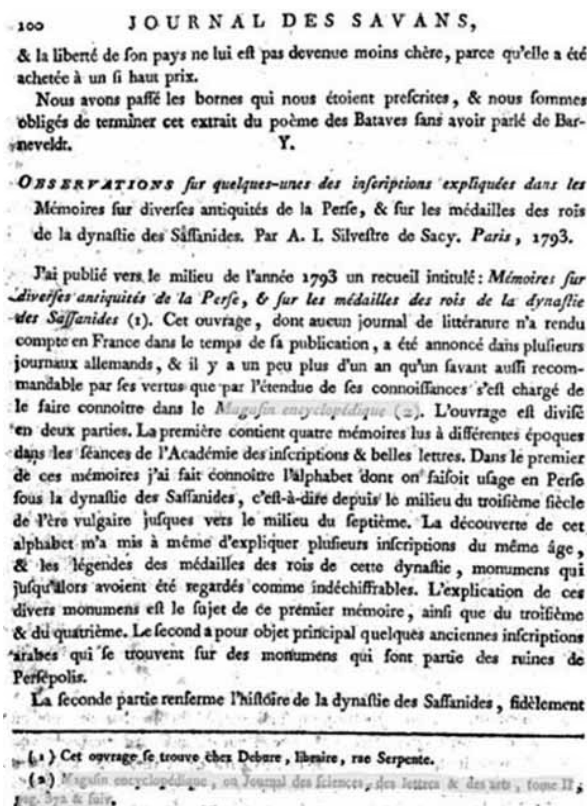 100 JOURNAL DES SAVANS,
& la liberté de ſon pays ne lui eſt pas devenue moins chère, parce qu'elle a été
achetée à un ſi haut prix.
Nous avons paſſé les bornes qui nous étoient preſcrites, & nous ſommes
obligés de terminer cet extrait du poème des Bataves ſans avoir parlé de Bar-
neveldt. Y.
OBSERVATIONS ſur quelques-unes des inſcriptions expliquées dans les
Mémoires ſur diverſes antiquités de la Perſe, & ſur les médailles des rois
de la dynaſtie des Saſſanides. Par A. I. Silveſtre de Sacy. Paris, 1793.
J'ai publié vers le milieu de l'année 1793 un recueil intitulé : Mémoires ſur
diverſes antiquités de la Perſe, & ſur les médailles des rois de la dynaſtie
des Saſſanides (1). Cet ouvrage, dont aucun journal de littérature n'a rendu
compte en France dans le temps de ſa publication, a été annoncé dans pluſieurs
journaux allemands, & il y a un peu plus d'un an qu'un ſavant auſſi recom-
mandable par ſes vertus que par l'étendue de ſes connoiſſances s'eſt chargé de
le faire connoître dans le Magaſin encyclopédique (2). L'ouvrage eſt diviſé
en deux parties. La première contient quatre mémoires lus à différentes époques
dans les ſéances de l'Académie des inſcriptions & belles lettres. Dans le premier
de ces mémoires j'ai fait connoître l'alphabet dont on faiſoit uſage en Perſe
ſous la dynaſtie des Saſſanides, c'eſt-à-dire depuis le milieu du troiſième siècle
de l'ère vulgaire juſques vers le milieu du ſeptième. La découverte de cet
alphabet m'a mis à même d'expliquer pluſieurs inſcriptions du même âge,
& les légendes des médailles des rois de cette dynaſtie, monumens qui
juſqu'alors avoient été regardés comme indéchiffrables. L'explication de ces
divers monumens eſt le ſujet de ce premier mémoire, ainſi que du troiſième
& du quatrième. Le ſecond a pour objet principal quelques anciennes inſcriptions
arabes qui ſe trouvent ſur des monumens qui ſont partie des ruines de
Perſépolis.
La ſeconde partie renferme l'hiſtoire de la dynaſtie des Saſſanides, fidèlement
(1) Cet ouvrage ſe trouve chez Debure, libraire, rue Serpente.
(2) Magaſin encyclopédique, ou Journal des ſciences, des lettres & des arts, tome II,
pag. & ſuiv.